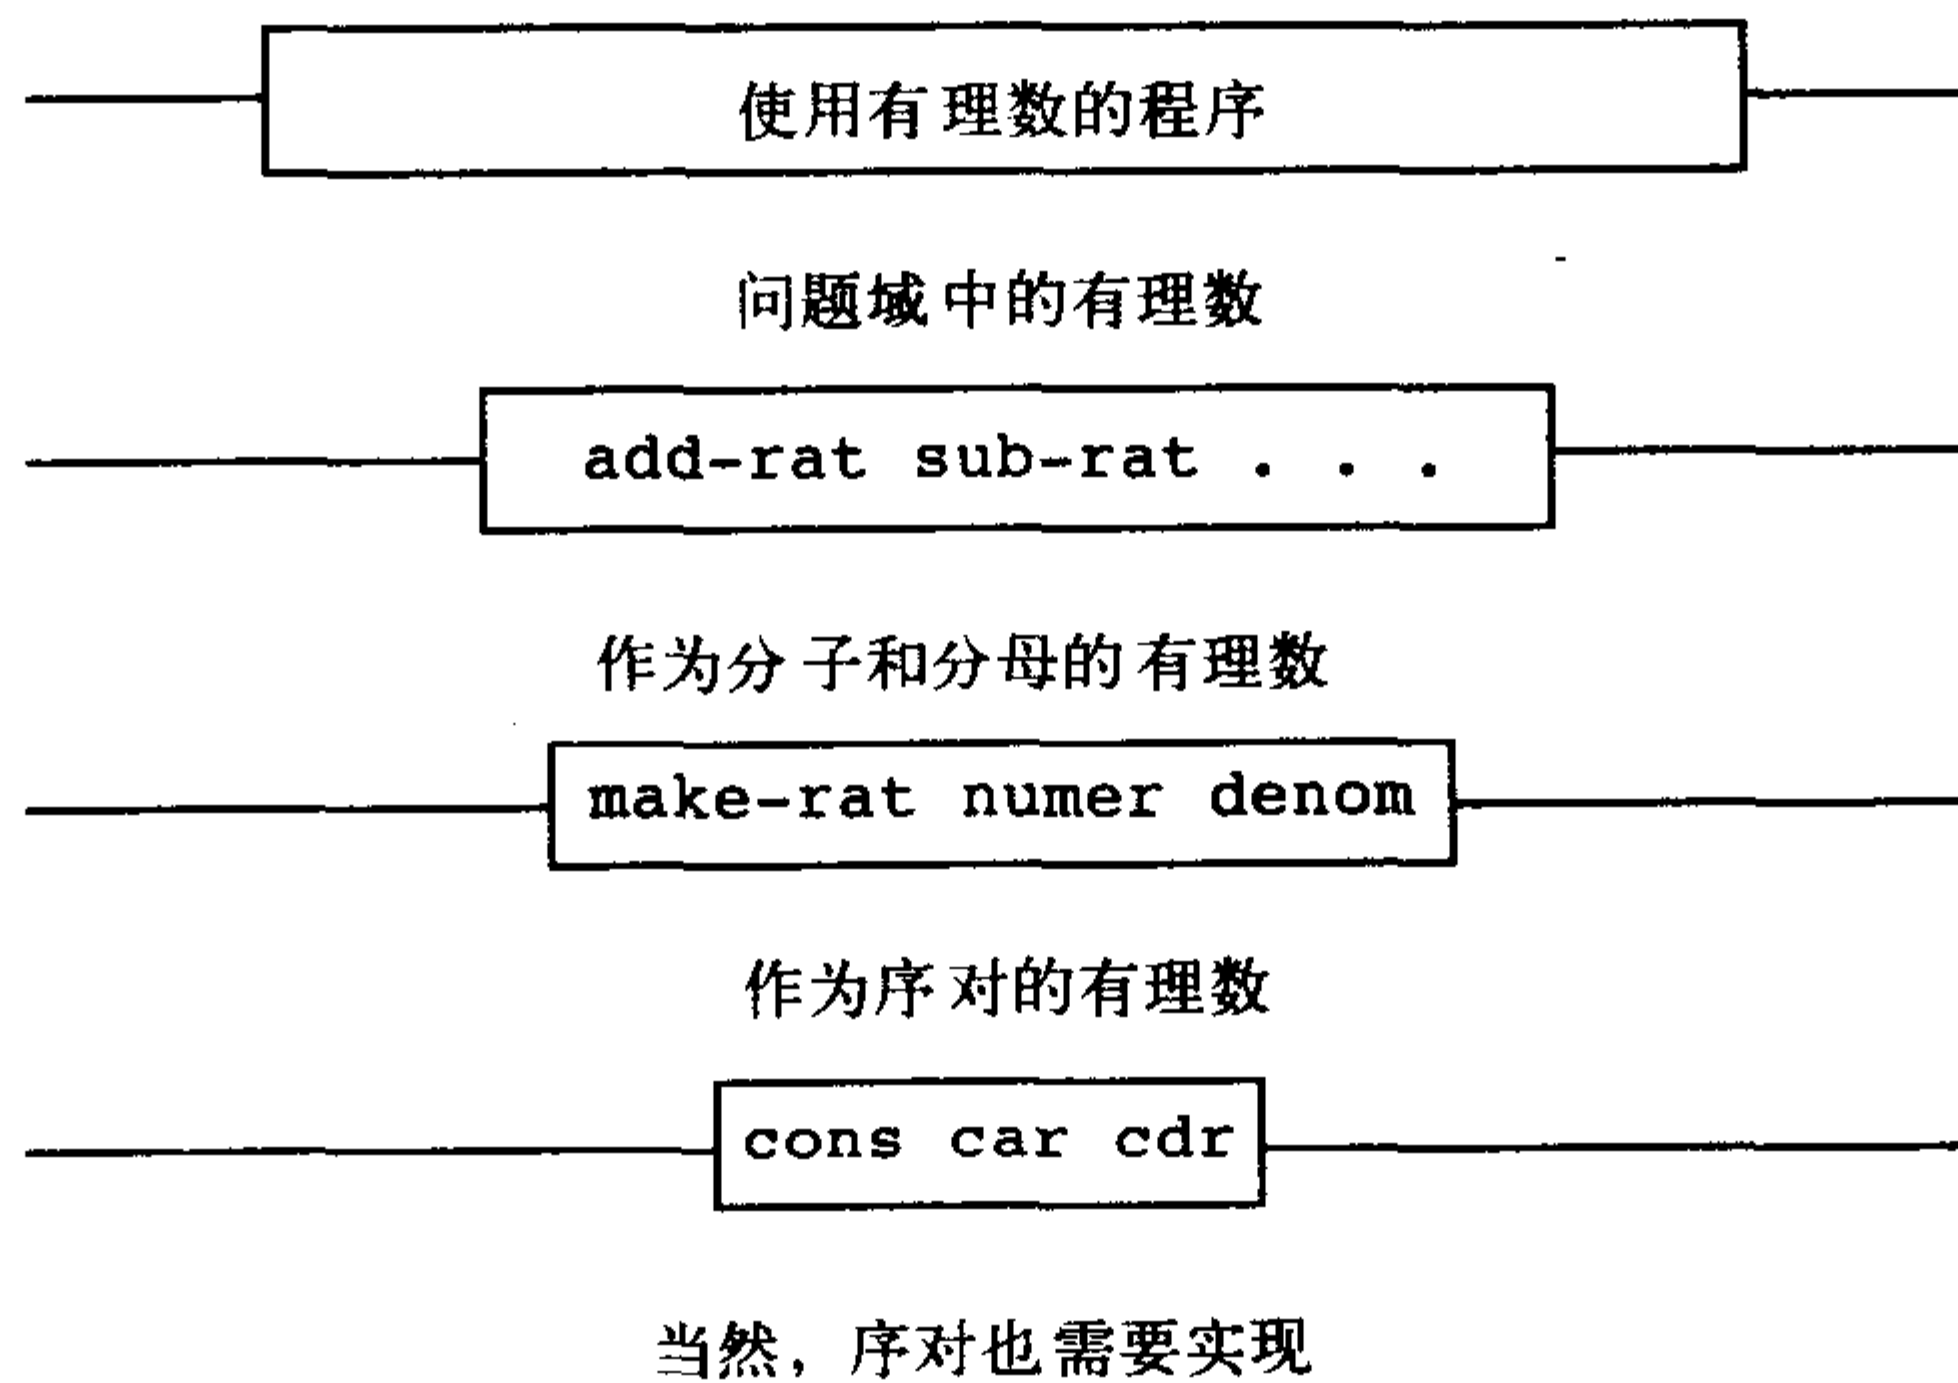 使用有理数的程序
问题域中的有理数
add-rat sub-rat . . .
作为分子和分母的有理数
make-rat numer denom
作为序对的有理数
cons car cdr
当然，序对也需要实现